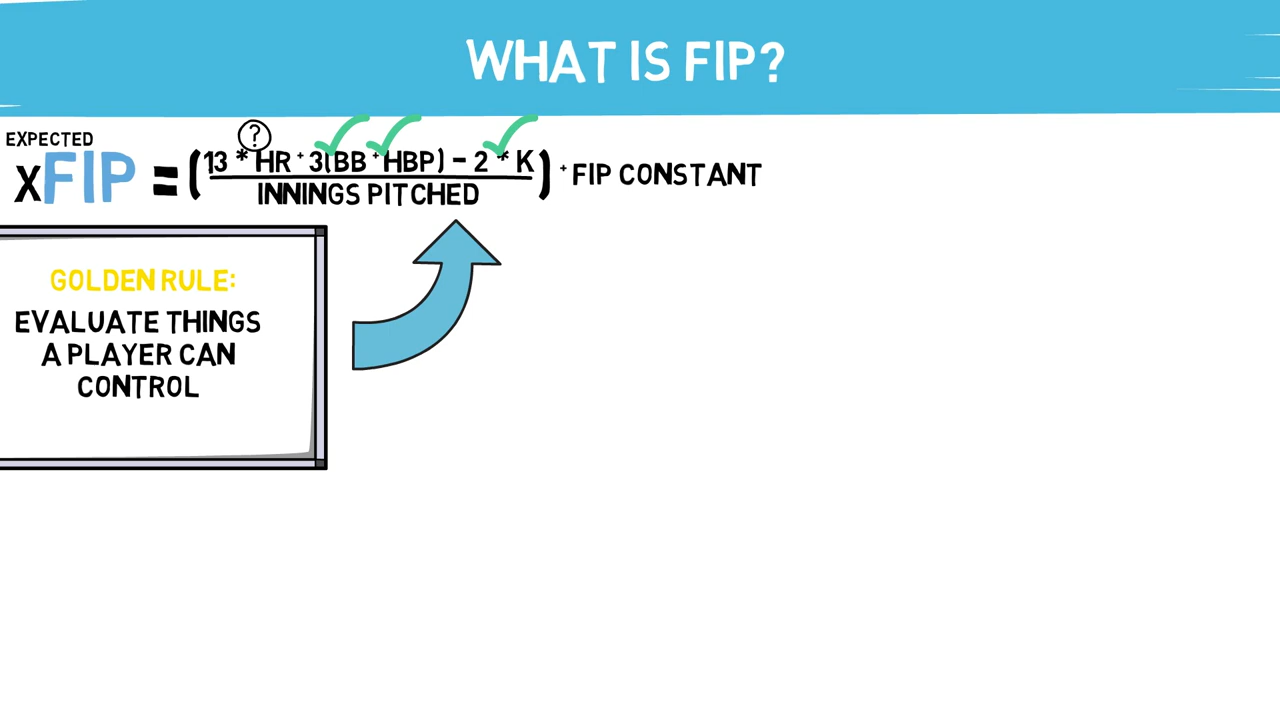 WHAT IS FIP?
EXPECTED
?
xFIP = (13 * HR + 3(BB + HBP) - 2 * K) + FIP CONSTANT
INNINGS PITCHED
GOLDEN RULE:
EVALUATE THINGS
A PLAYER CAN
CONTROL